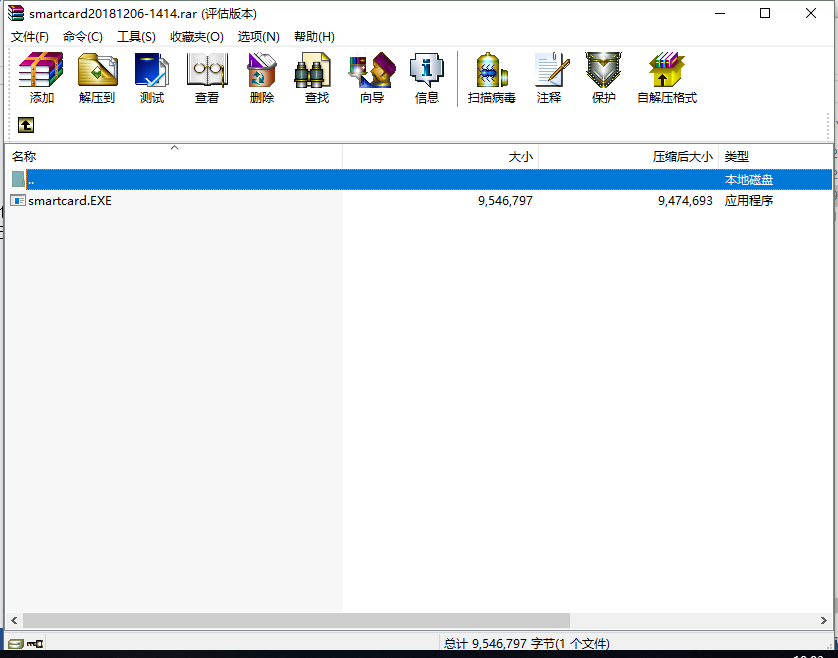 smartcard20181206-1414.rar (评估版本)
文件(F) 命令(C) 工具(S) 收藏夹(O) 选项(N) 帮助(H)
添加 解压到 测试 查看 删除 查找 向导 信息 扫描病毒 注释 保护 自解压格式
名称 大小 压缩后大小 类型
.. 本地磁盘
smartcard.EXE 9,546,797 9,474,693 应用程序
总计 9,546,797 字节(1 个文件)